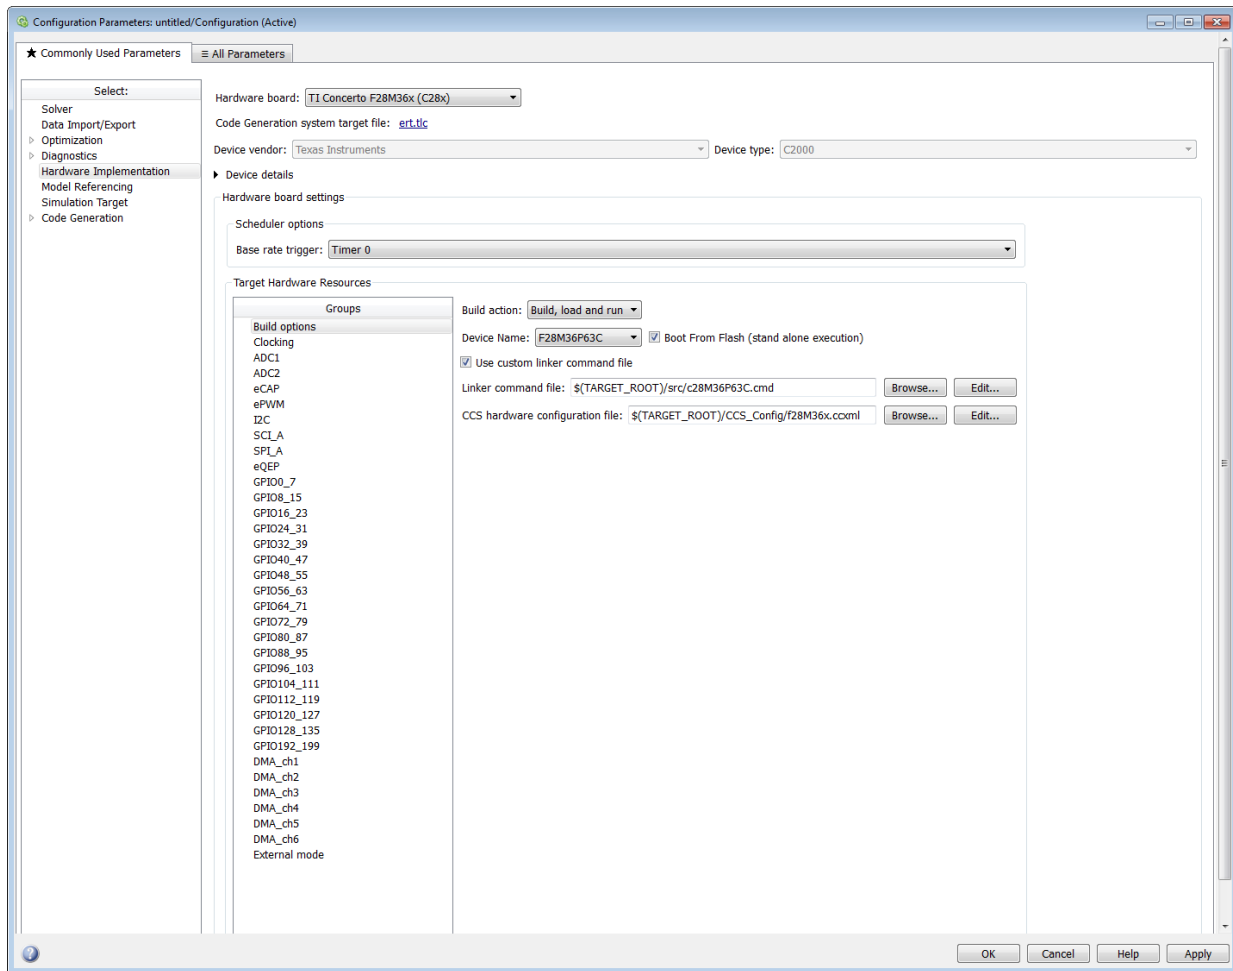 Configuration Parameters: untitled/Configuration (Active)
★ Commonly Used Parameters
≡ All Parameters
Select:
Solver
Data Import/Export
Optimization
Diagnostics
Hardware Implementation
Model Referencing
Simulation Target
Code Generation
Hardware board: TI Concerto F28M36x (C28x)
Code Generation system target file: ert.tlc
Device vendor: Texas Instruments Device type: C2000
Device details
Hardware board settings
Scheduler options
Base rate trigger: Timer 0
Target Hardware Resources
Groups
Build options
Clocking
ADC1
ADC2
eCAP
ePWM
I2C
SCI_A
SPI_A
eQEP
GPIO0_7
GPIO8_15
GPIO16_23
GPIO24_31
GPIO32_39
GPIO40_47
GPIO48_55
GPIO56_63
GPIO64_71
GPIO72_79
GPIO80_87
GPIO88_95
GPIO96_103
GPIO104_111
GPIO112_119
GPIO120_127
GPIO128_135
GPIO192_199
DMA_ch1
DMA_ch2
DMA_ch3
DMA_ch4
DMA_ch5
DMA_ch6
External mode
Build action: Build, load and run
Device Name: F28M36P63C Boot From Flash (stand alone execution)
Use custom linker command file
Linker command file: $(TARGET_ROOT)/src/c28M36P63C.cmd Browse... Edit...
CCS hardware configuration file: $(TARGET_ROOT)/CCS_Config/f28M36x.ccxml Browse... Edit...
? OK Cancel Help Apply